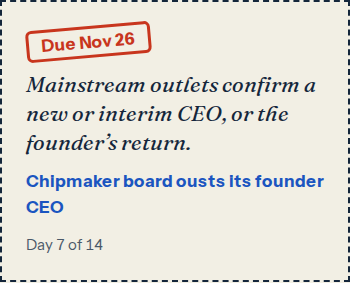 Due Nov 26
Mainstream outlets confirm a
new or interim CEO, or the
founder’s return.
Chipmaker board ousts its founder
CEO
Day 7 of 14